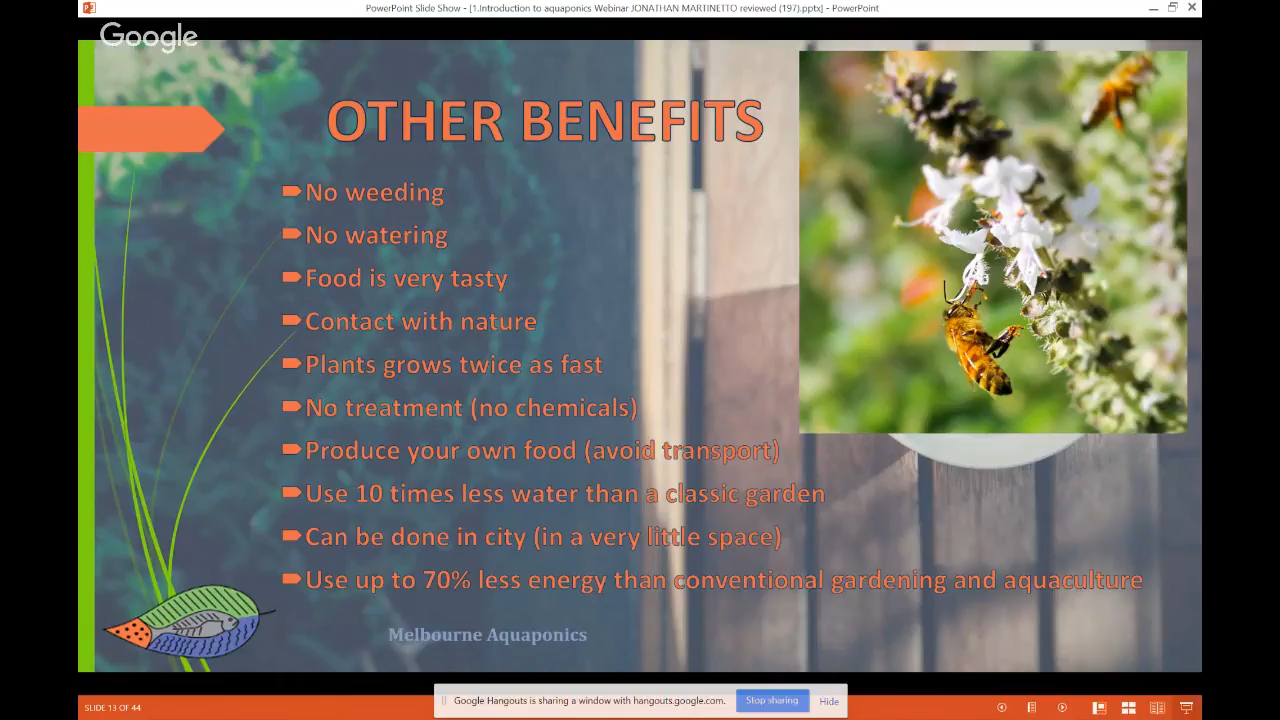 PowerPoint Slide Show - [1.Introduction to aquaponics Webinar JONATHAN MARTINETTO reviewed (197).pptx] - PowerPoint
Google
OTHER BENEFITS
No weeding
No watering
Food is very tasty
Contact with nature
Plants grows twice as fast
No treatment (no chemicals)
Produce your own food (avoid transport)
Use 10 times less water than a classic garden
Can be done in city (in a very little space)
Use up to 70% less energy than conventional gardening and aquaculture
Melbourne Aquaponics
Google Hangouts is sharing a window with hangouts.google.com. Stop sharing Hide
SLIDE 13 OF 44